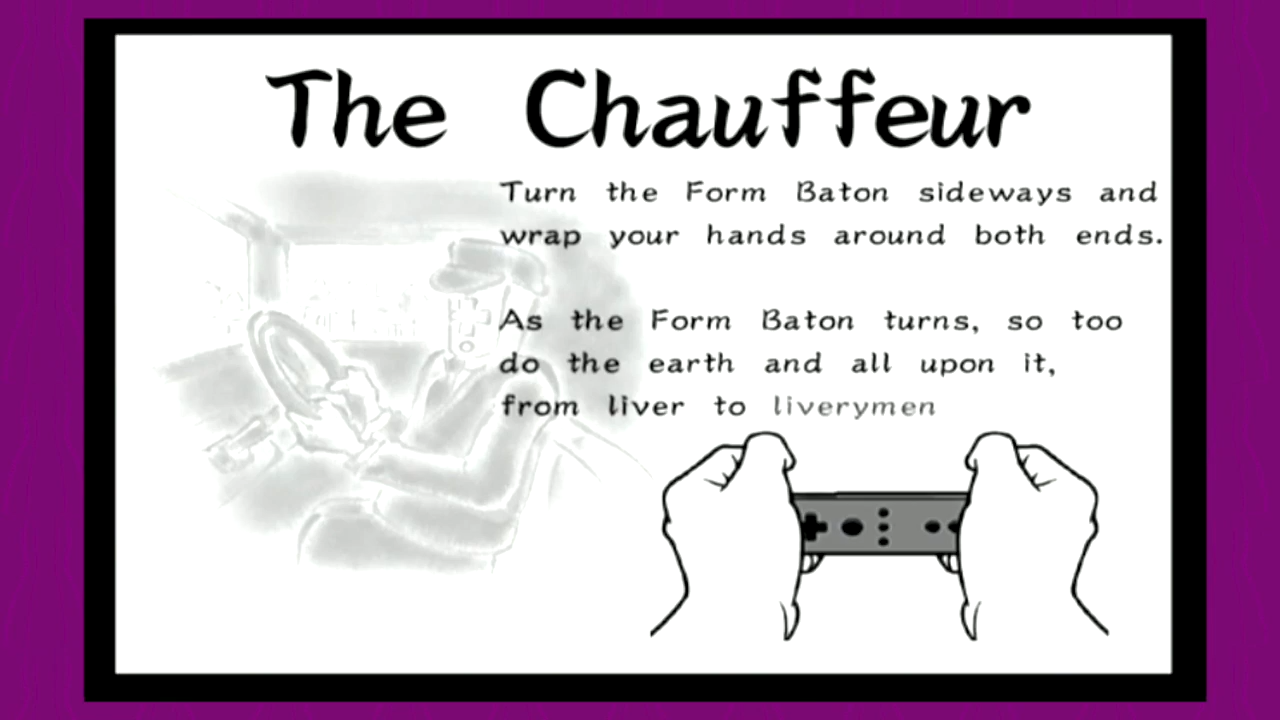 The Chauffeur
Turn the Form Baton sideways and
wrap your hands around both ends.
As the Form Baton turns, so too
do the earth and all upon it,
from liver to liverymen